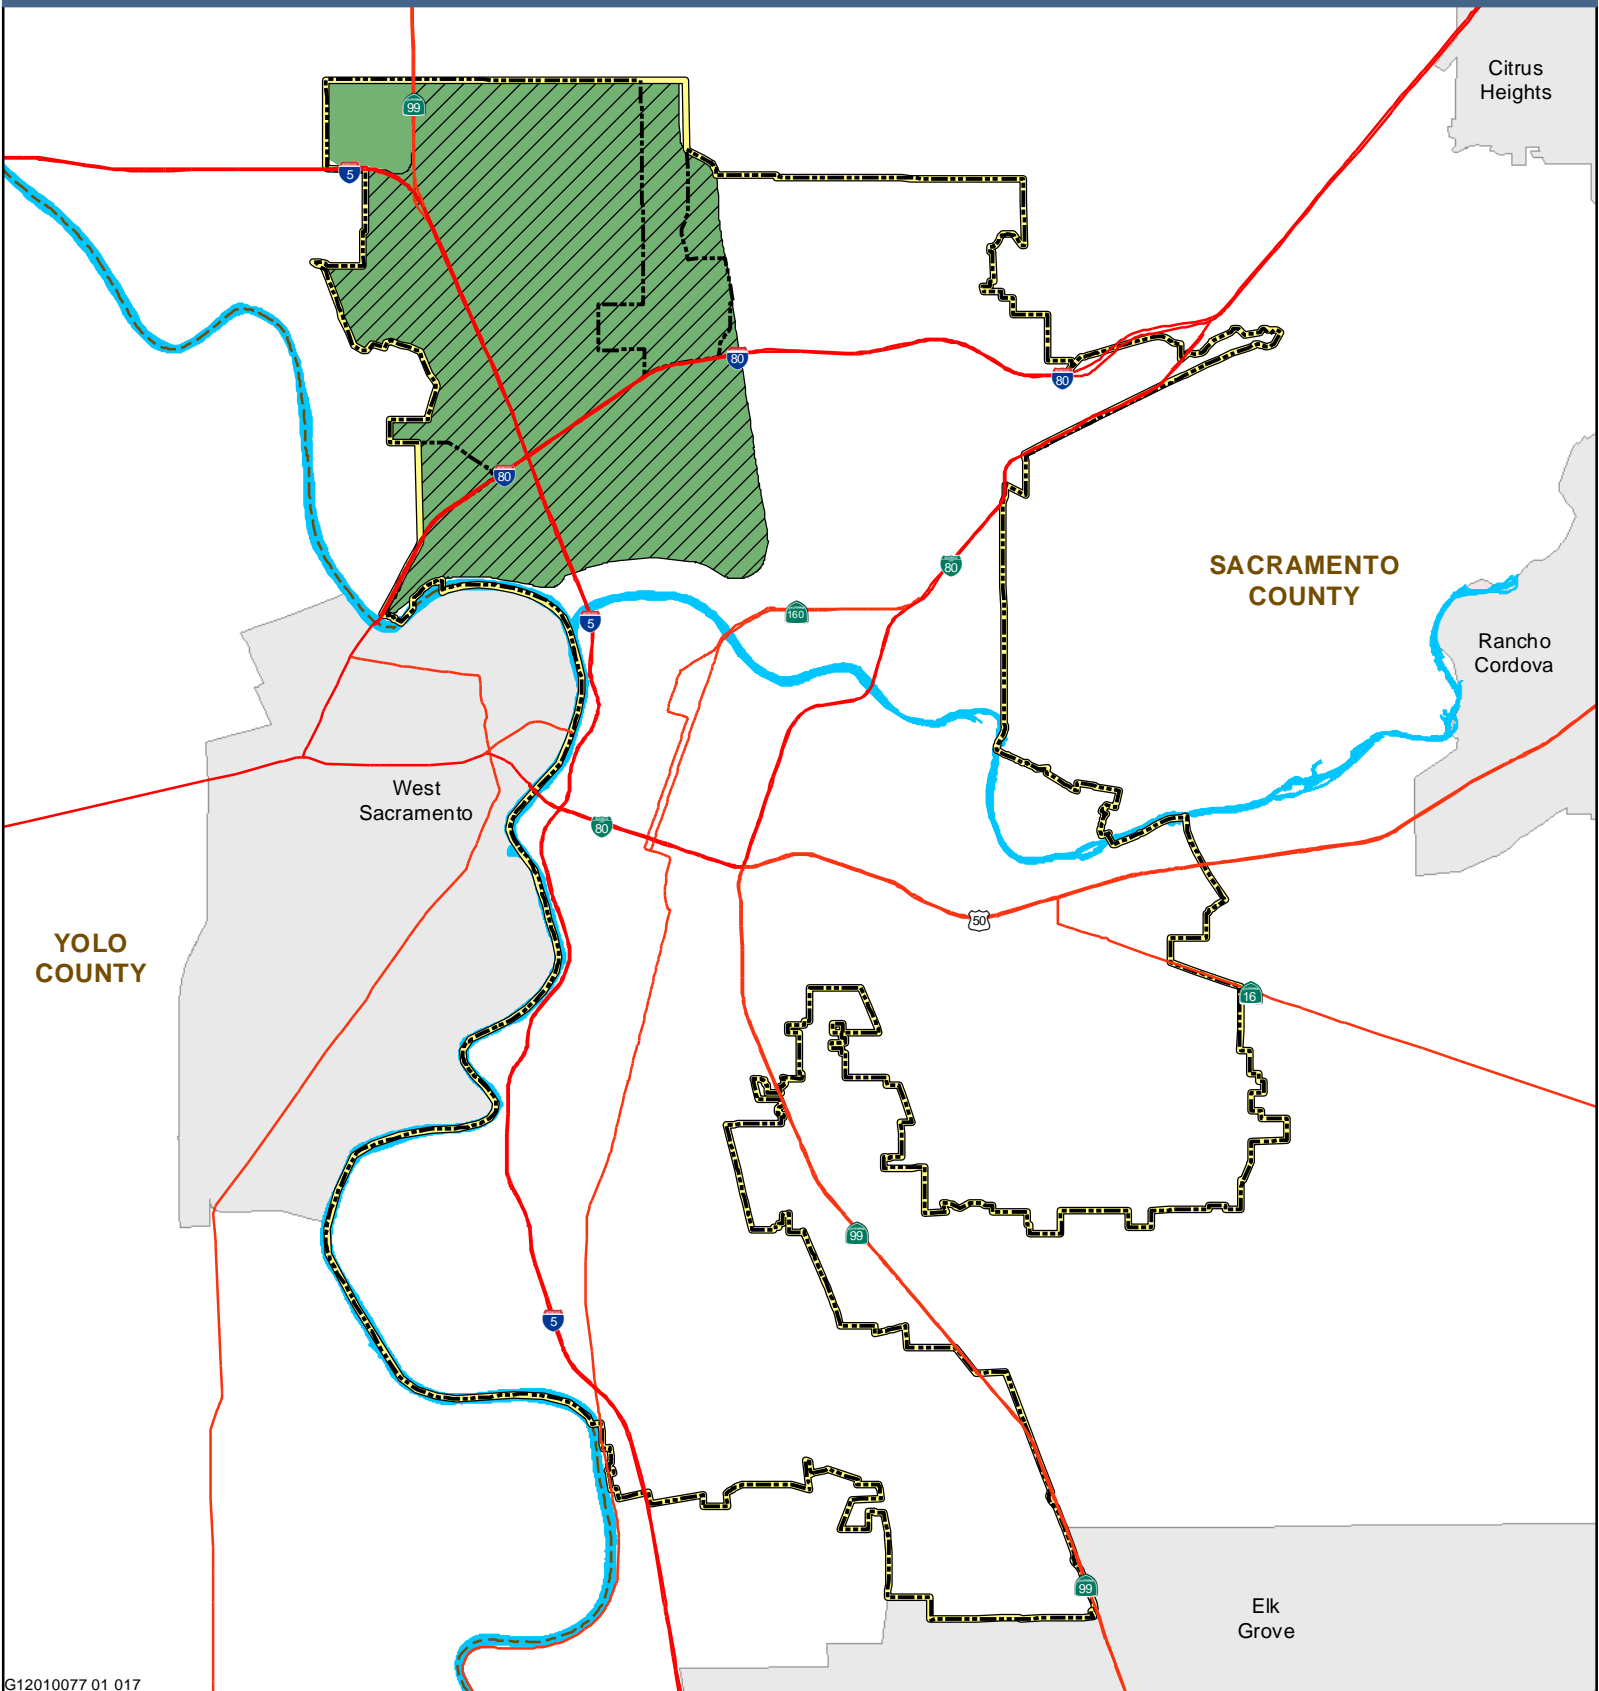 Citrus
Heights
99
5
80
80
80
80
SACRAMENTO
COUNTY
160
5
Rancho
Cordova
West
Sacramento
80
50
YOLO
COUNTY
16
99
5
99
Elk
Grove
G12010077 01 017